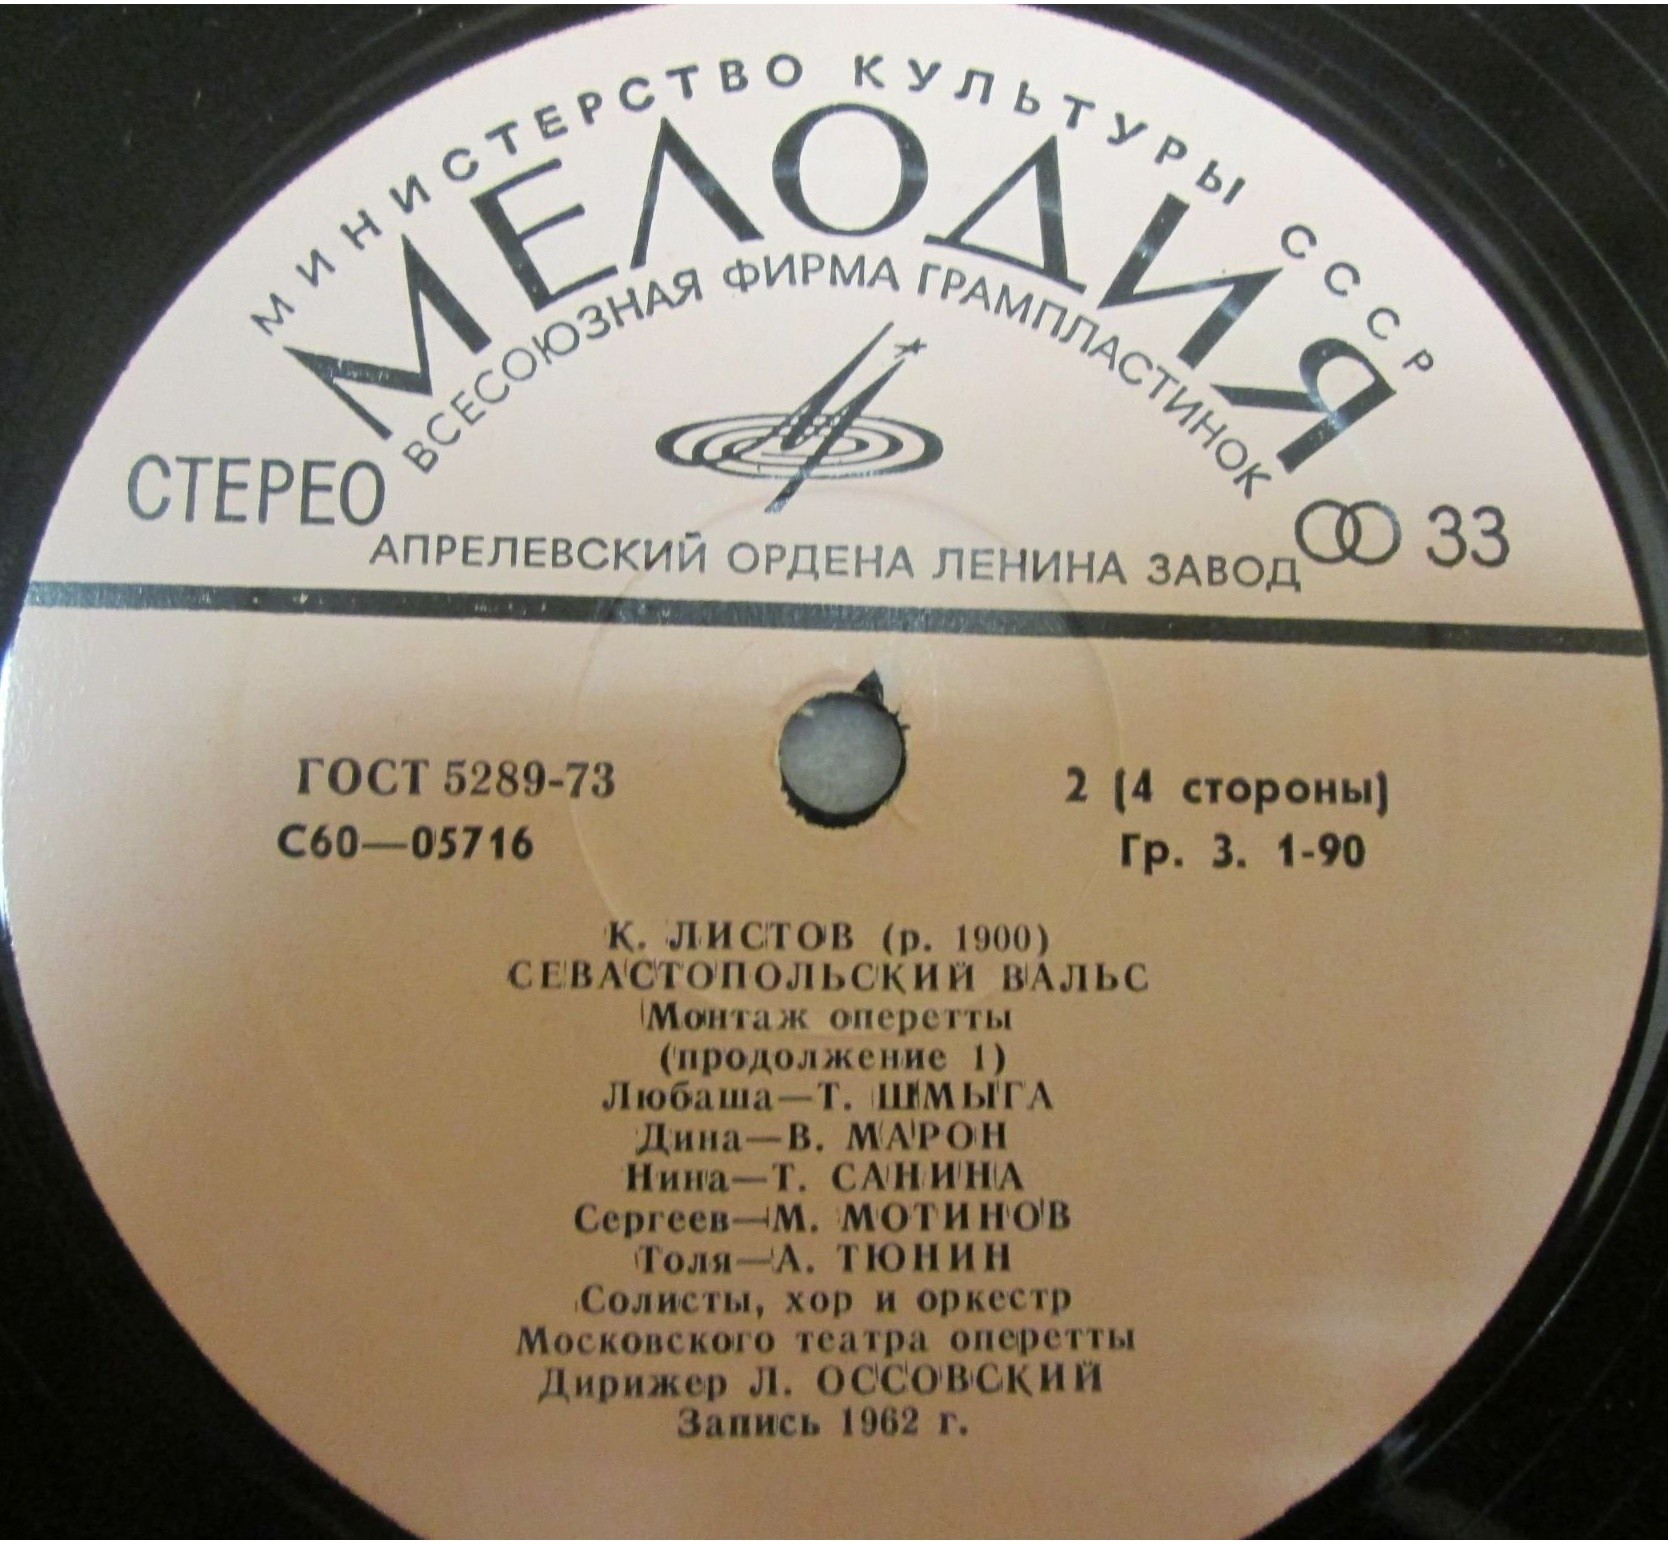 МИНИСТЕРСТВО КУЛЬТУРЫ СССР
МЕЛОДИЯ
ВСЕСОЮЗНАЯ ФИРМА ГРАМПЛАСТИНОК
СТЕРЕО
33
АПРЕЛЕВСКИЙ ОРДЕНА ЛЕНИНА ЗАВОД
ГОСТ 5289-73
2 (4 стороны)
С60—05716
Гр. 3. 1-90
К. ЛИСТОВ (р. 1900)
СЕВАСТОПОЛЬСКИЙ ВАЛЬС
Монтаж оперетты
(продолжение 1)
Любаша—Т. ШМЫГА
Дина—В. МАРОН
Нина—Т. САНИНА
Сергеев—М. МОТИНОВ
Толя—А. ТЮНИН
Солисты, хор и оркестр
Московского театра оперетты
Дирижер Л. ОССОВСКИЙ
Запись 1962 г.